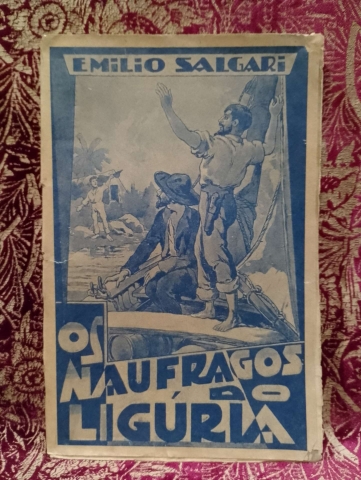 EMILIO SALGARI
OS
NAUFRAGOS
DO
LIGÚRIA